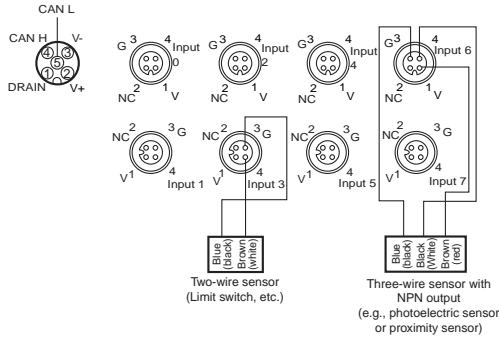 CAN L
CAN H
V-
4
3
5
1
2
DRAIN
V+
G 3
4 Input
0
2
NC
1
V
G 3
4 Input
2
2
NC
1
V
G 3
4 Input
4
2
NC
1
V
G 3
4
Input 6
2
NC
1
V
NC 2
3 G
V 1
4
Input 1
NC 2
3 G
V 1
4
Input 3
NC 2
3 G
V 1
4
Input 5
NC 2
3 G
V 1
4
Input 7
Blue
(black)
Brown
(white)
Two-wire sensor
(Limit switch, etc.)
Blue
(black)
Black
(White)
Brown
(red)
Three-wire sensor with
NPN output
(e.g., photoelectric sensor
or proximity sensor)